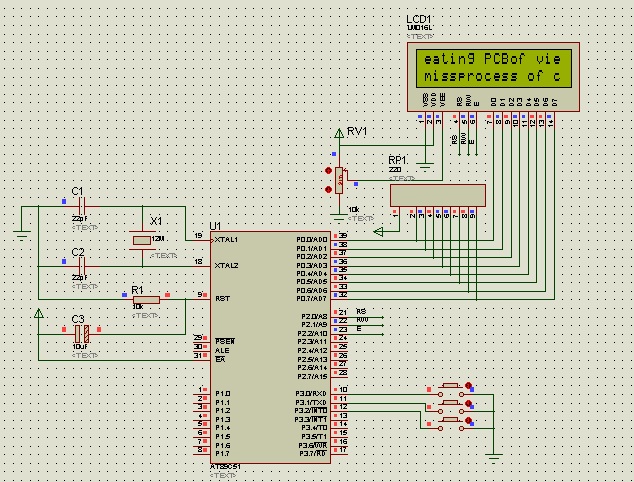 LCD1
LM016L
<TEXT>
eating PCBof vie
missprocess of c
VSS VDD VEE RS RW E D0 D1 D2 D3 D4 D5 D6 D7
1 2 3 4 5 6 7 8 9 10 11 12 13 14
RS RW E
RV1
10k
<TEXT>
RP1
220
<TEXT>
1 2 3 4 5 6 7 8 9
C1
22pF
<TEXT>
X1
12M
<TEXT>
C2
22pF
<TEXT>
R1
10k
<TEXT>
C3
10uF
<TEXT>
U1
19 XTAL1
18 XTAL2
9 RST
29 PSEN
30 ALE
31 EA
1 P1.0
2 P1.1
3 P1.2
4 P1.3
5 P1.4
6 P1.5
7 P1.6
8 P1.7
P0.0/AD0 39
P0.1/AD1 38
P0.2/AD2 37
P0.3/AD3 36
P0.4/AD4 35
P0.5/AD5 34
P0.6/AD6 33
P0.7/AD7 32
P2.0/A8 21 RS
P2.1/A9 22 RW
P2.2/A10 23 E
P2.3/A11 24
P2.4/A12 25
P2.5/A13 26
P2.6/A14 27
P2.7/A15 28
P3.0/RXD 10
P3.1/TXD 11
P3.2/INT0 12
P3.3/INT1 13
P3.4/T0 14
P3.5/T1 15
P3.6/WR 16
P3.7/RD 17
AT89C51
<TEXT>